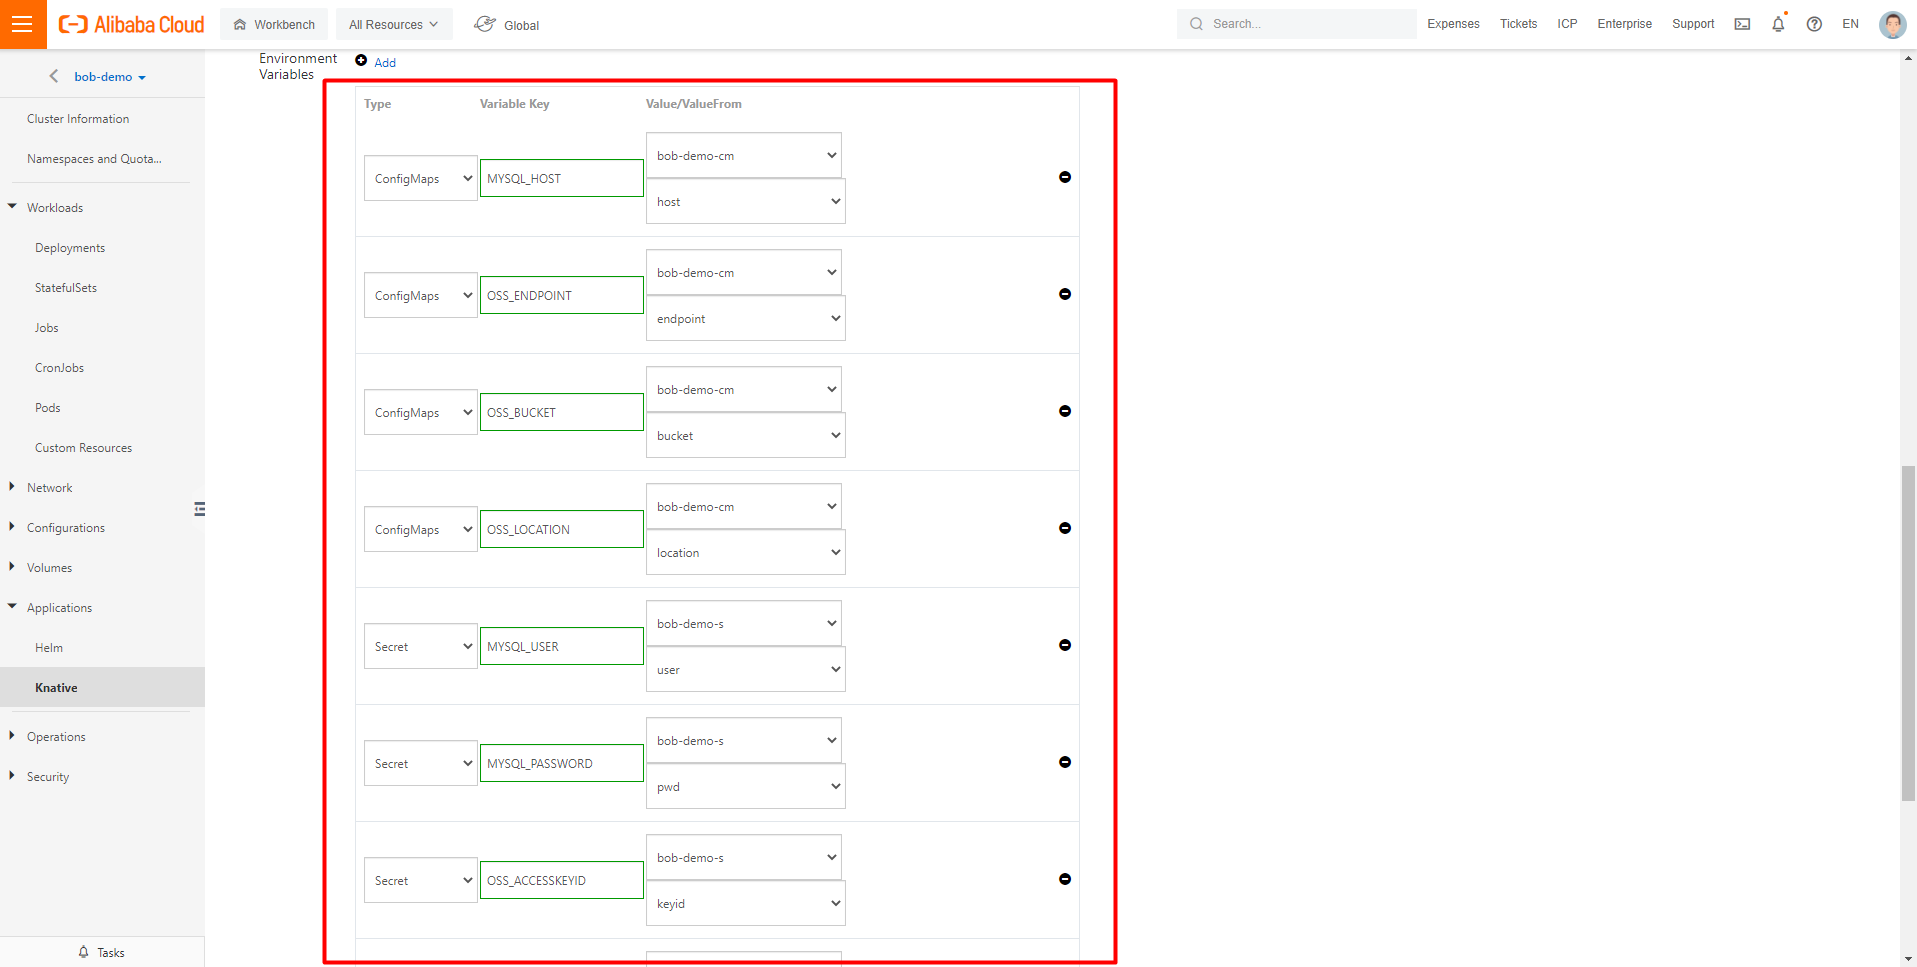 Alibaba Cloud
Workbench
All Resources
Global
Search...
Expenses
Tickets
ICP
Enterprise
Support
EN
bob-demo
Cluster Information
Namespaces and Quota...
Workloads
Deployments
StatefulSets
Jobs
CronJobs
Pods
Custom Resources
Network
Configurations
Volumes
Applications
Helm
Knative
Operations
Security
Tasks
Environment
Variables
Add
Type Variable Key Value/ValueFrom
bob-demo-cm
ConfigMaps MYSQL_HOST
host
bob-demo-cm
ConfigMaps OSS_ENDPOINT
endpoint
bob-demo-cm
ConfigMaps OSS_BUCKET
bucket
bob-demo-cm
ConfigMaps OSS_LOCATION
location
bob-demo-s
Secret MYSQL_USER
user
bob-demo-s
Secret MYSQL_PASSWORD
pwd
bob-demo-s
Secret OSS_ACCESSKEYID
keyid